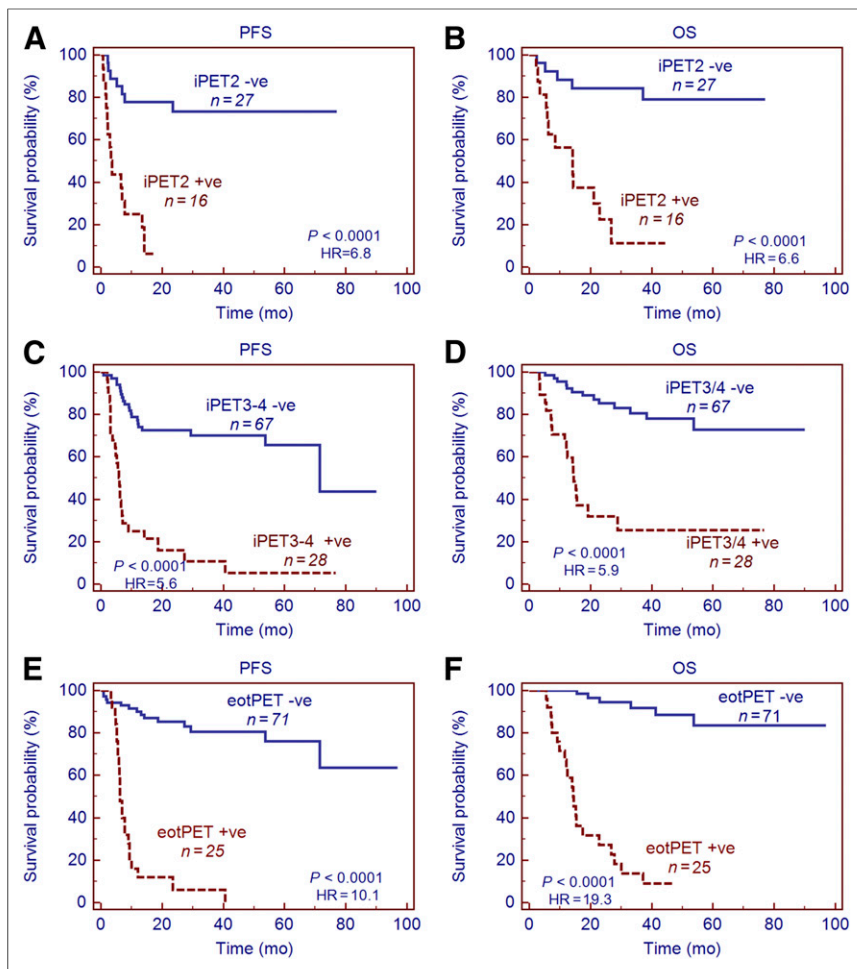 A
PFS
Survival probability (%)
100
80
60
40
20
0
iPET2 -ve
n = 27
iPET2 +ve
n = 16
P < 0.0001
HR=6.8
0 20 40 60 80 100
Time (mo)
B
OS
Survival probability (%)
100
80
60
40
20
0
iPET2 -ve
n = 27
iPET2 +ve
n = 16
P < 0.0001
HR=6.6
0 20 40 60 80 100
Time (mo)
C
PFS
Survival probability (%)
100
80
60
40
20
0
iPET3-4 -ve
n = 67
iPET3-4 +ve
n = 28
P < 0.0001
HR=5.6
0 20 40 60 80 100
Time (mo)
D
OS
Survival probability (%)
100
80
60
40
20
0
iPET3/4 -ve
n = 67
iPET3/4 +ve
n = 28
P < 0.0001
HR=5.9
0 20 40 60 80 100
Time (mo)
E
PFS
Survival probability (%)
100
80
60
40
20
0
eotPET -ve
n = 71
eotPET +ve
n = 25
P < 0.0001
HR=10.1
0 20 40 60 80 100
Time (mo)
F
OS
Survival probability (%)
100
80
60
40
20
0
eotPET -ve
n = 71
eotPET +ve
n = 25
P < 0.0001
HR=19.3
0 20 40 60 80 100
Time (mo)